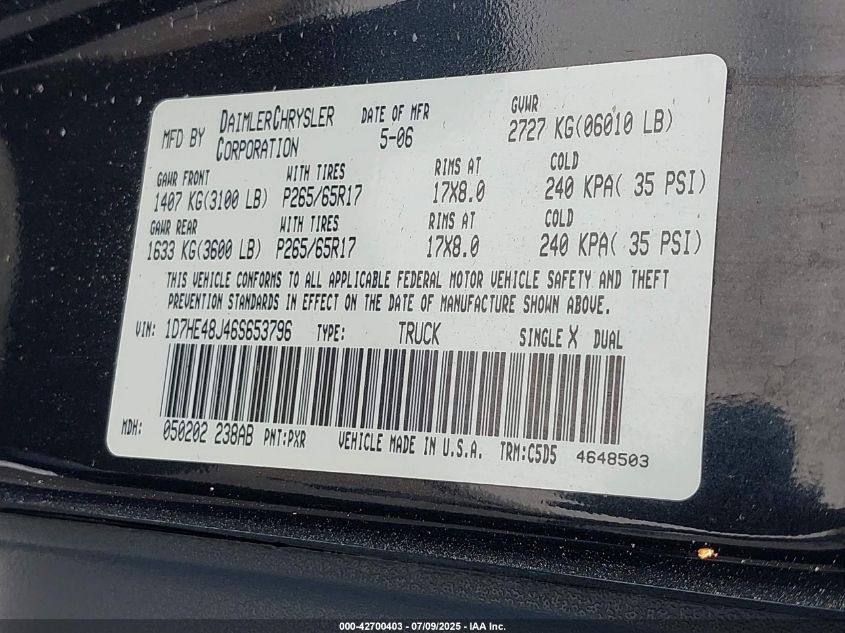 MFD BY DAIMLERCHRYSLER CORPORATION DATE OF MFR 5-06 GVWR 2727 KG(06010 LB)
GAWR FRONT WITH TIRES RIMS AT COLD
1407 KG(3100 LB) P265/65R17 17X8.0 240 KPA( 35 PSI)
GAWR REAR WITH TIRES RIMS AT COLD
1633 KG(3600 LB) P265/65R17 17X8.0 240 KPA( 35 PSI)
THIS VEHICLE CONFORMS TO ALL APPLICABLE FEDERAL MOTOR VEHICLE SAFETY AND THEFT
PREVENTION STANDARDS IN EFFECT ON THE DATE OF MANUFACTURE SHOWN ABOVE.
VIN: 1D7HE48J46S653796 TYPE: TRUCK SINGLE X DUAL
MDH: 050202 238AB PNT:PXR VEHICLE MADE IN U.S.A. TRM:C5D5 4648503
000-42700403 - 07/09/2025 - IAA Inc.